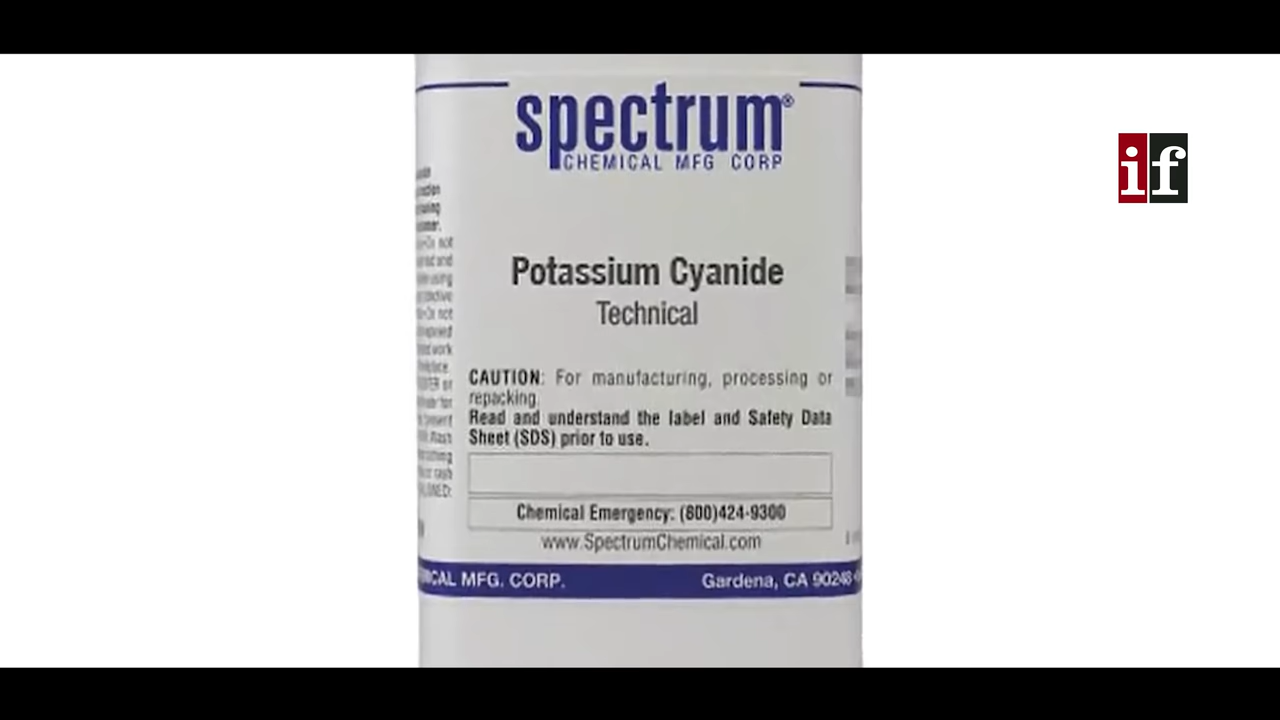 spectrum®
CHEMICAL MFG CORP
if
Potassium Cyanide
Technical
CAUTION: For manufacturing, processing or
repacking.
Read and understand the label and Safety Data
Sheet (SDS) prior to use.
Chemical Emergency: (800)424-9300
www.SpectrumChemical.com
MFG. CORP.
Gardena, CA 90248